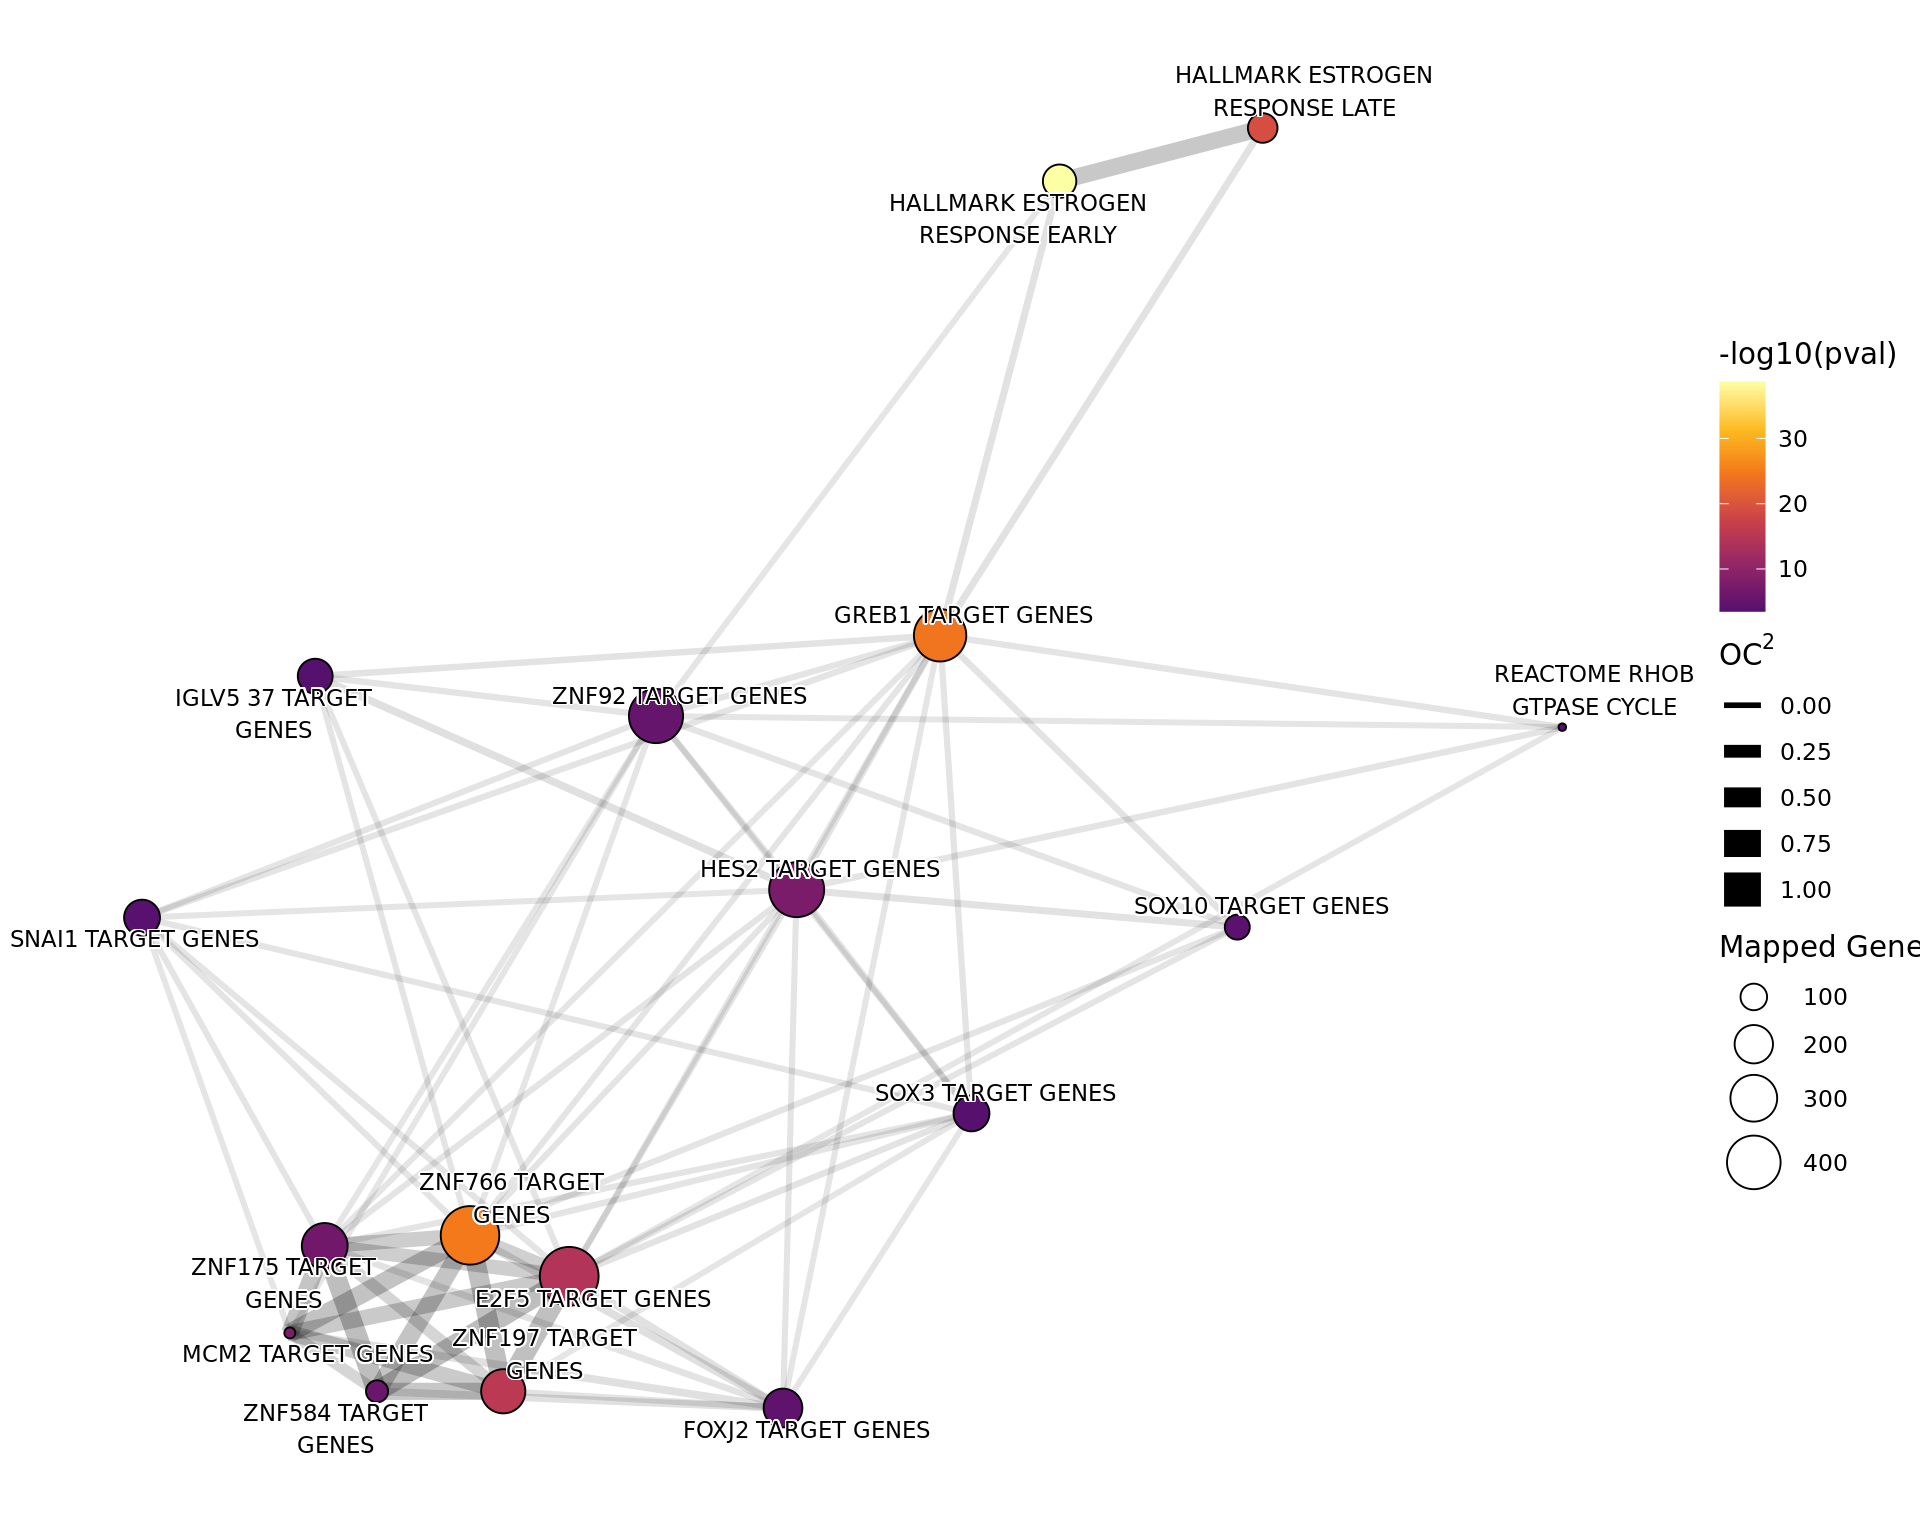 HALLMARK ESTROGEN
RESPONSE LATE
HALLMARK ESTROGEN
RESPONSE EARLY
GREB1 TARGET GENES
IGLV5 37 TARGET
GENES
ZNF92 TARGET GENES
REACTOME RHOB
GTPASE CYCLE
HES2 TARGET GENES
SOX10 TARGET GENES
SNAI1 TARGET GENES
SOX3 TARGET GENES
ZNF766 TARGET
GENES
ZNF175 TARGET
GENES
E2F5 TARGET GENES
ZNF197 TARGET
GENES
MCM2 TARGET GENES
ZNF584 TARGET
GENES
FOXJ2 TARGET GENES
-log10(pval)
30
20
10
OC²
0.00
0.25
0.50
0.75
1.00
Mapped Gene
100
200
300
400